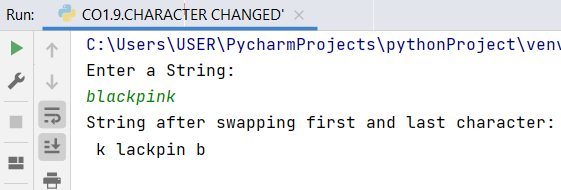 Run: CO1.9.CHARACTER CHANGED' ×
C:\Users\USER\PycharmProjects\pythonProject\venv
Enter a String:
blackpink
String after swapping first and last character:
k lackpin b